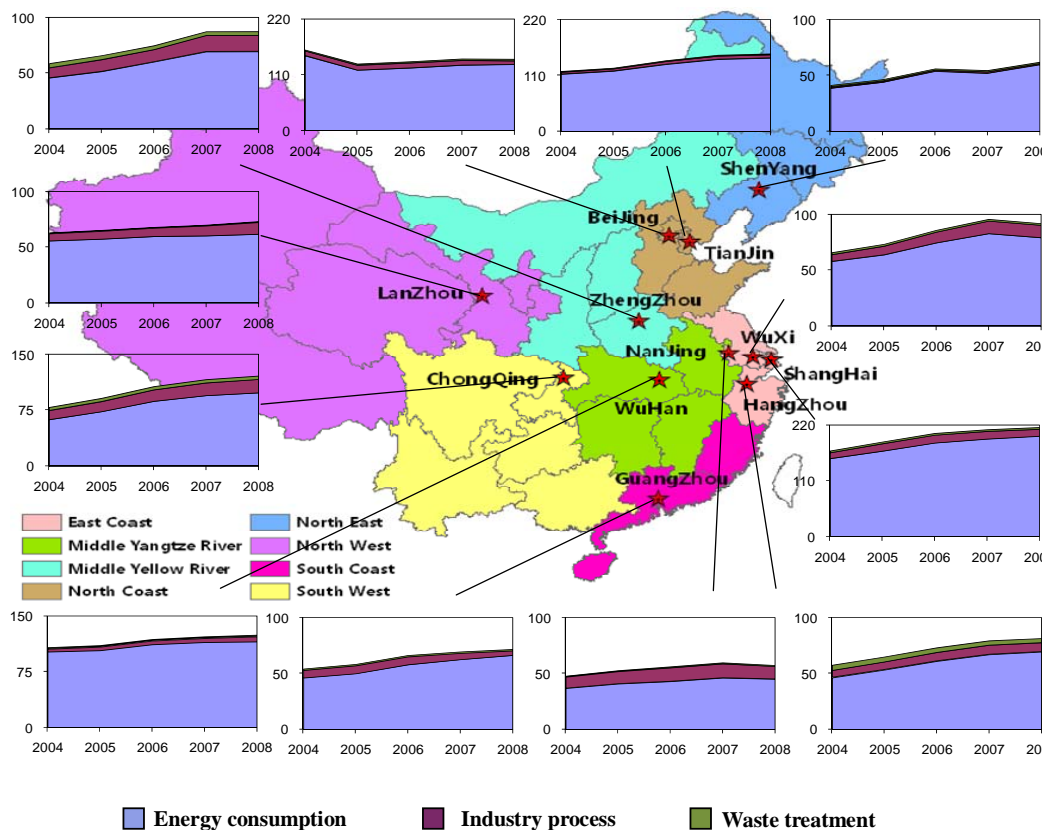 100
50
0
2004 2005 2006 2007 2008
220
110
0
2004 2005 2006 2007 2008
220
110
0
2004 2005 2006 2007 2008
100
50
0
2004 2005 2006 2007
ShenYang
100
50
0
2004 2005 2006 2007 2008
BeiJing
TianJin
LanZhou
ZhengZhou
100
50
0
2004 2005 2006 2007
WuXi
NanJing
ShangHai
HangZhou
ChongQing
WuHan
GuangZhou
150
75
0
2004 2005 2006 2007 2008
220
110
0
2004 2005 2006 2007
East Coast
North East
Middle Yangtze River
North West
Middle Yellow River
South Coast
North Coast
South West
150
75
0
2004 2005 2006 2007 2008
100
50
0
2004 2005 2006 2007 2008
100
50
0
2004 2005 2006 2007 2008
100
50
0
2004 2005 2006 2007
Energy consumption
Industry process
Waste treatment